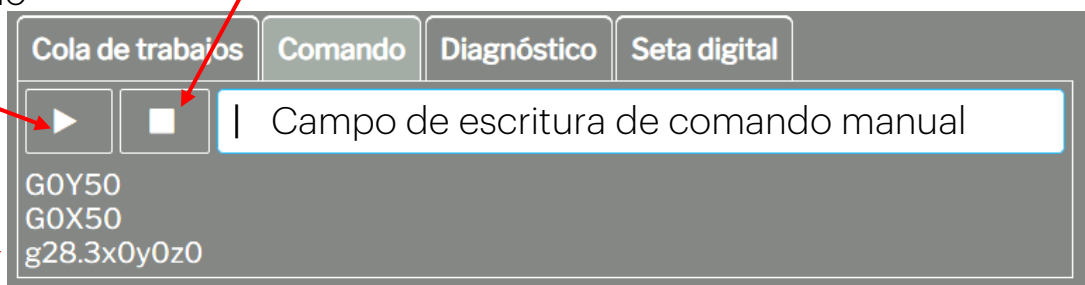 Cola de trabajos Comando Diagnóstico Seta digital
Campo de escritura de comando manual
G0Y50
G0X50
g28.3x0y0z0